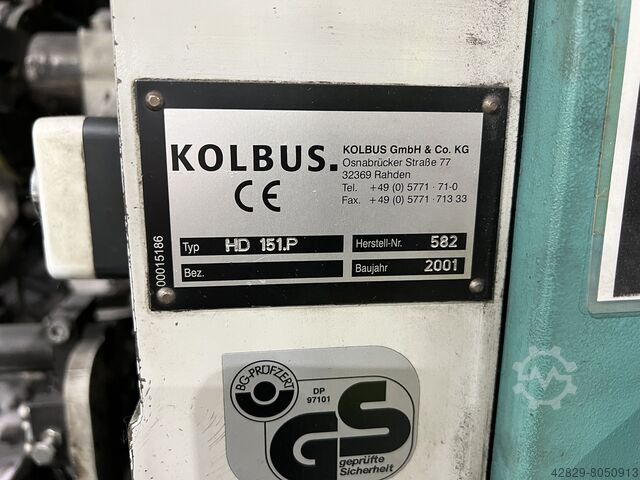 KOLBUS.
CE
KOLBUS GmbH & Co. KG
Osnabrücker Straße 77
32369 Rahden
Tel. +49 (0) 5771 · 71-0
Fax. +49 (0) 5771 · 713 33
Typ HD 151.P
Herstell-Nr. 582
Bez.
Baujahr 2001
00015186
BG-PRÜFZERT
DP
97101
GS
geprüfte
Sicherheit
42829-8050913